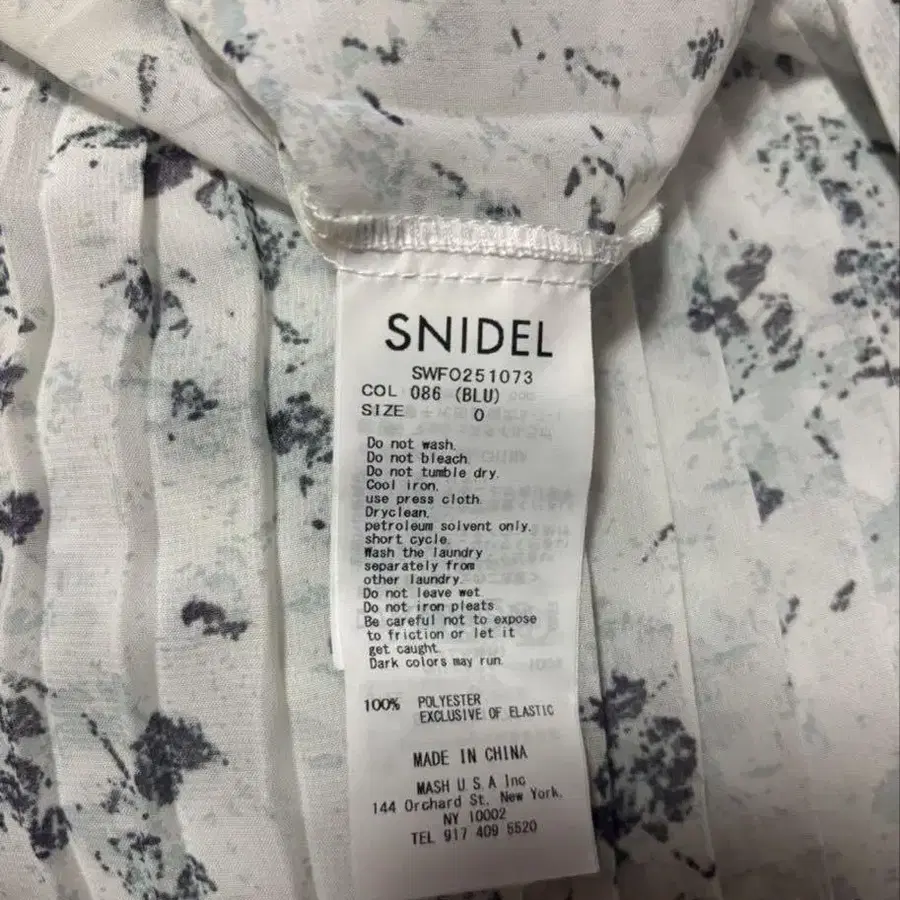 SNIDEL
SWFO251073
COL 086 (BLU)
SIZE 0
Do not wash.
Do not bleach.
Do not tumble dry.
Cool iron.
use press cloth.
Dryclean.
petroleum solvent only.
short cycle.
Wash the laundry
separately from
other laundry.
Do not leave wet.
Do not iron pleats
Be careful not to expose
to friction or let it
get caught.
Dark colors may run.
100% POLYESTER
EXCLUSIVE OF ELASTIC
MADE IN CHINA
MASH U.S.A Inc
144 Orchard St. New York,
NY 10002
TEL 917 409 5520